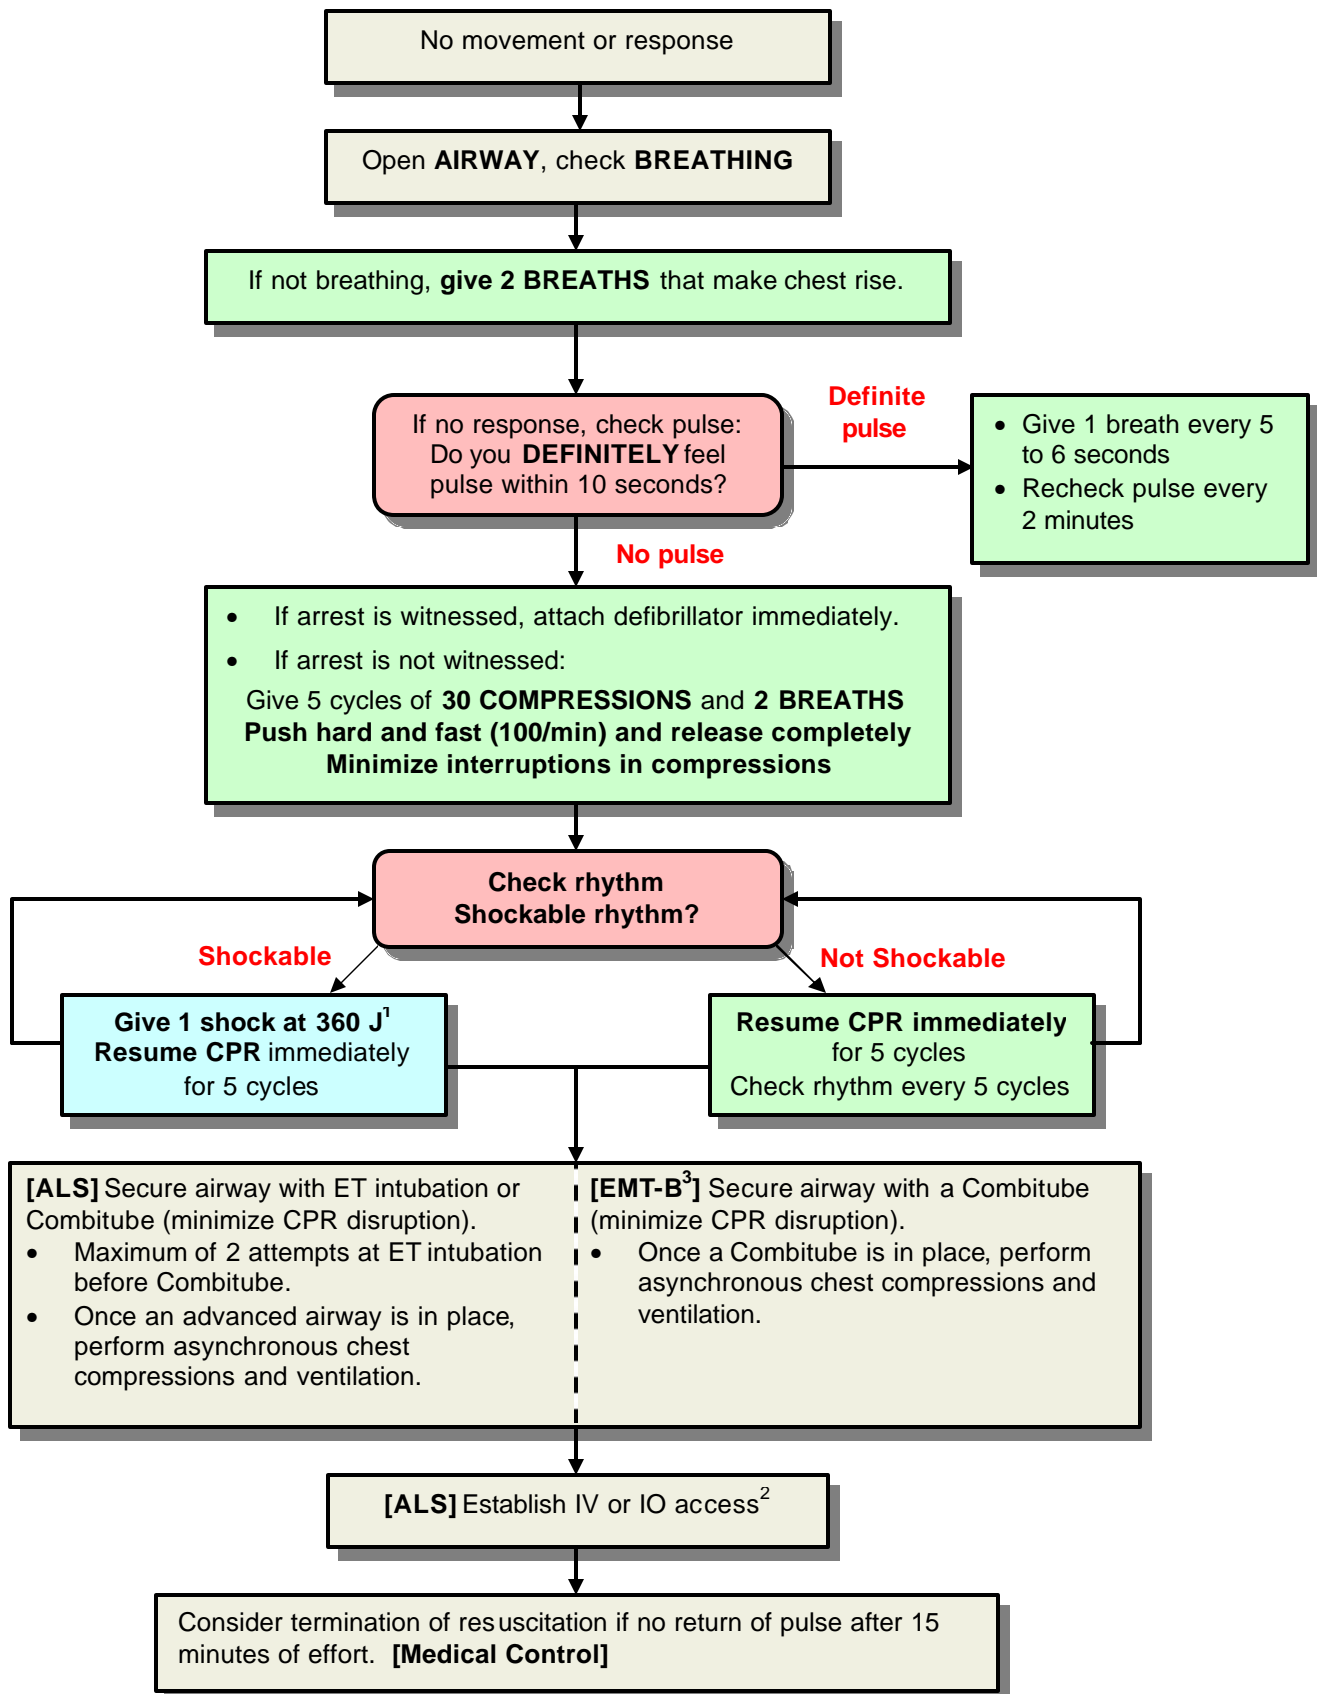 No movement or response
Open AIRWAY, check BREATHING
If not breathing, give 2 BREATHS that make chest rise.
If no response, check pulse:
Do you DEFINITELY feel
pulse within 10 seconds?
Definite
pulse
• Give 1 breath every 5
to 6 seconds
• Recheck pulse every
2 minutes
No pulse
• If arrest is witnessed, attach defibrillator immediately.
• If arrest is not witnessed:
Give 5 cycles of 30 COMPRESSIONS and 2 BREATHS
Push hard and fast (100/min) and release completely
Minimize interruptions in compressions
Check rhythm
Shockable rhythm?
Shockable
Not Shockable
Give 1 shock at 360 J¹
Resume CPR immediately
for 5 cycles
Resume CPR immediately
for 5 cycles
Check rhythm every 5 cycles
[ALS] Secure airway with ET intubation or
Combitube (minimize CPR disruption).
• Maximum of 2 attempts at ET intubation
before Combitube.
• Once an advanced airway is in place,
perform asynchronous chest
compressions and ventilation.
[EMT-B³] Secure airway with a Combitube
(minimize CPR disruption).
• Once a Combitube is in place, perform
asynchronous chest compressions and
ventilation.
[ALS] Establish IV or IO access²
Consider termination of resuscitation if no return of pulse after 15
minutes of effort. [Medical Control]